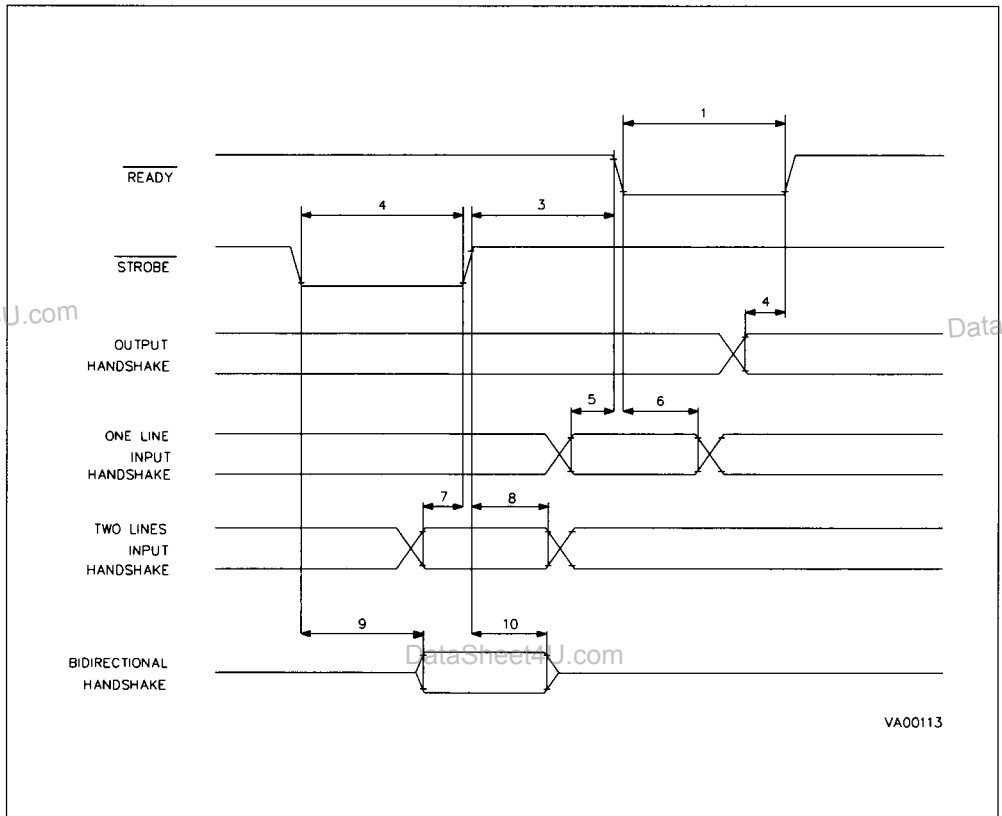 1
READY
4
3
STROBE
U.com
4
Data
OUTPUT
HANDSHAKE
5
6
ONE LINE
INPUT
HANDSHAKE
7
8
TWO LINES
INPUT
HANDSHAKE
9
10
DataSheet4U.com
BIDIRECTIONAL
HANDSHAKE
VA00113